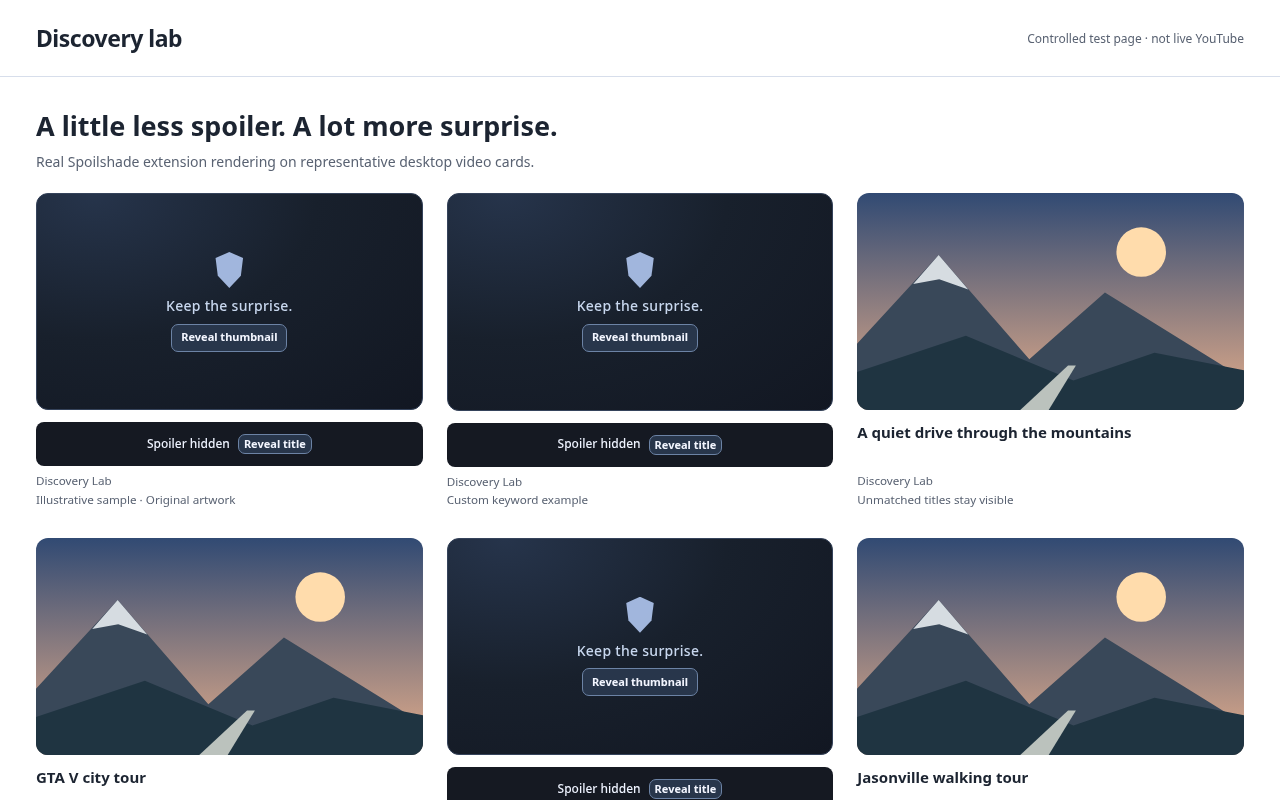 Discovery lab
Controlled test page · not live YouTube
A little less spoiler. A lot more surprise.
Real Spoilshade extension rendering on representative desktop video cards.
Keep the surprise.
Reveal thumbnail
Spoiler hidden Reveal title
Discovery Lab
Illustrative sample · Original artwork
Keep the surprise.
Reveal thumbnail
Spoiler hidden Reveal title
Discovery Lab
Custom keyword example
A quiet drive through the mountains
Discovery Lab
Unmatched titles stay visible
GTA V city tour
Keep the surprise.
Reveal thumbnail
Spoiler hidden Reveal title
Jasonville walking tour